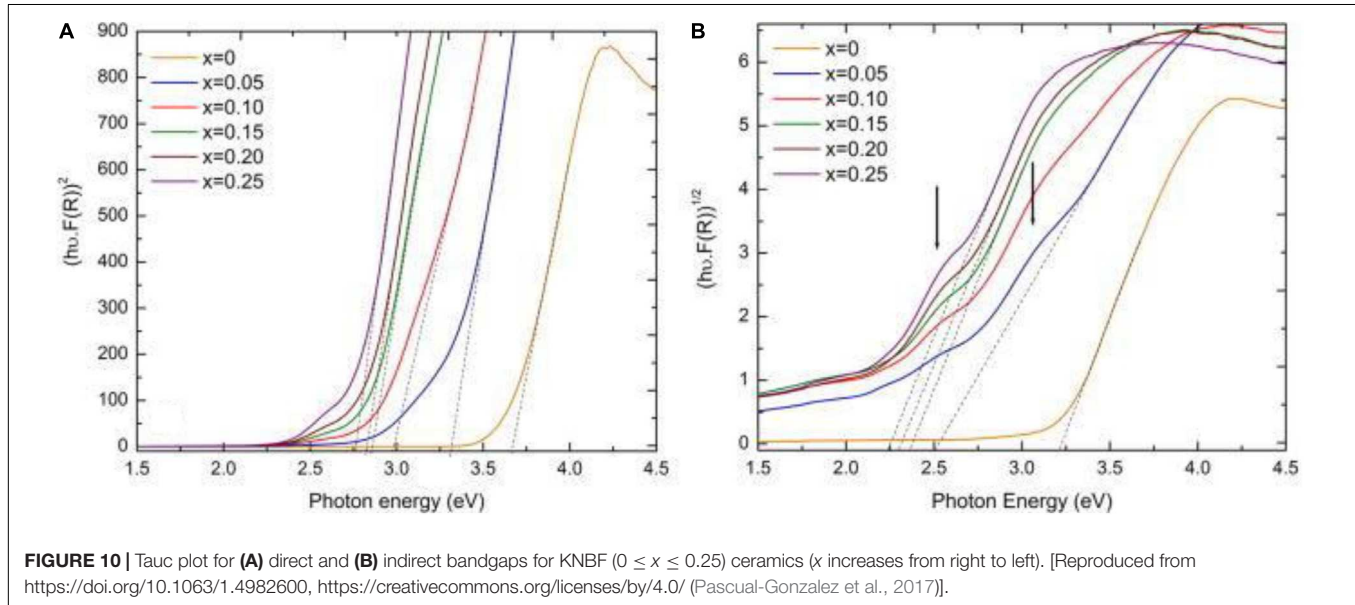 A
900
800
700
600
500
400
300
200
100
0
(hυ.F(R))²
x=0
x=0.05
x=0.10
x=0.15
x=0.20
x=0.25
1.5 2.0 2.5 3.0 3.5 4.0 4.5
Photon energy (eV)
B
6
5
4
3
2
1
0
(hυ.F(R))^1/2
x=0
x=0.05
x=0.10
x=0.15
x=0.20
x=0.25
1.5 2.0 2.5 3.0 3.5 4.0 4.5
Photon Energy (eV)
FIGURE 10 | Tauc plot for (A) direct and (B) indirect bandgaps for KNBF (0 ≤ x ≤ 0.25) ceramics (x increases from right to left). [Reproduced from
https://doi.org/10.1063/1.4982600, https://creativecommons.org/licenses/by/4.0/ (Pascual-Gonzalez et al., 2017)].